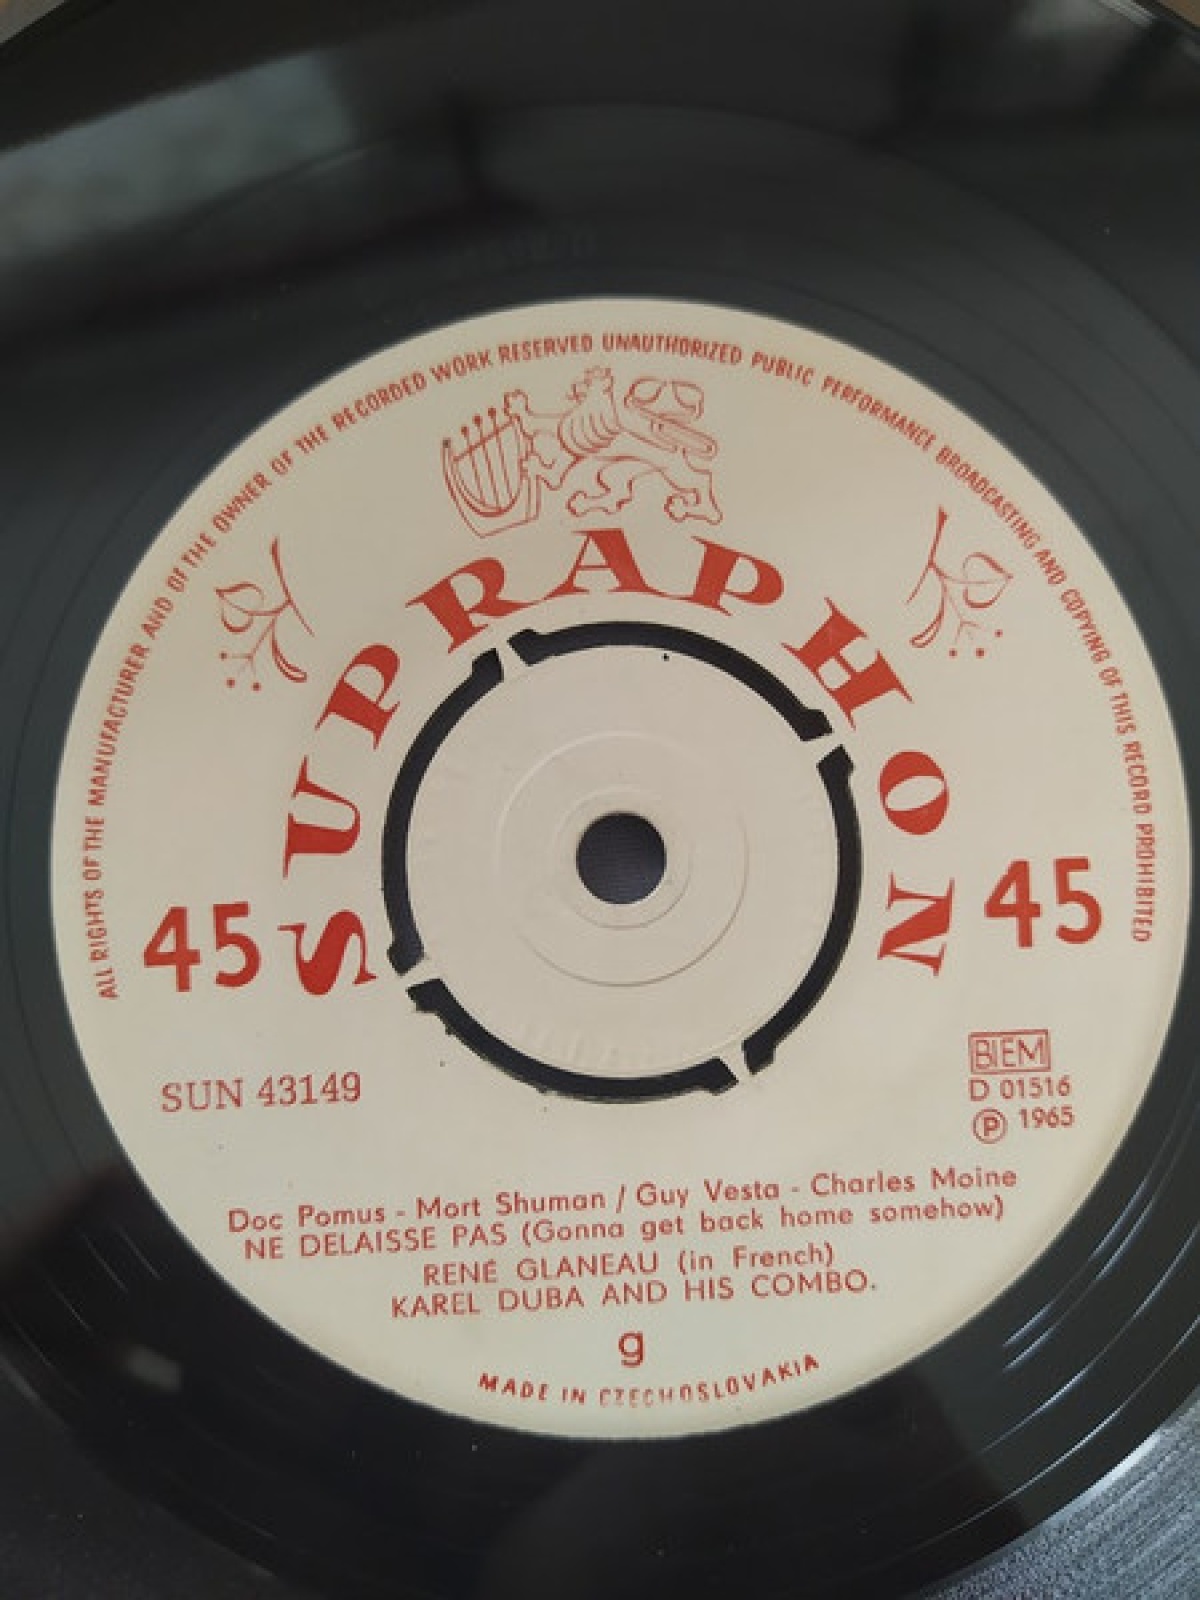 ALL RIGHTS OF THE MANUFACTURER AND OF THE OWNER OF THE RECORDED WORK RESERVED UNAUTHORIZED PUBLIC PERFORMANCE BROADCASTING AND COPYING OF THIS RECORD PROHIBITED
SUPRAPHON
45 45
SUN 43149
BIEM
D 01516
Ⓟ 1965
Doc Pomus - Mort Shuman / Guy Vesta - Charles Moine
NE DELAISSE PAS (Gonna get back home somehow)
RENÉ GLANEAU (in French)
KAREL DUBA AND HIS COMBO.
g
MADE IN CZECHOSLOVAKIA